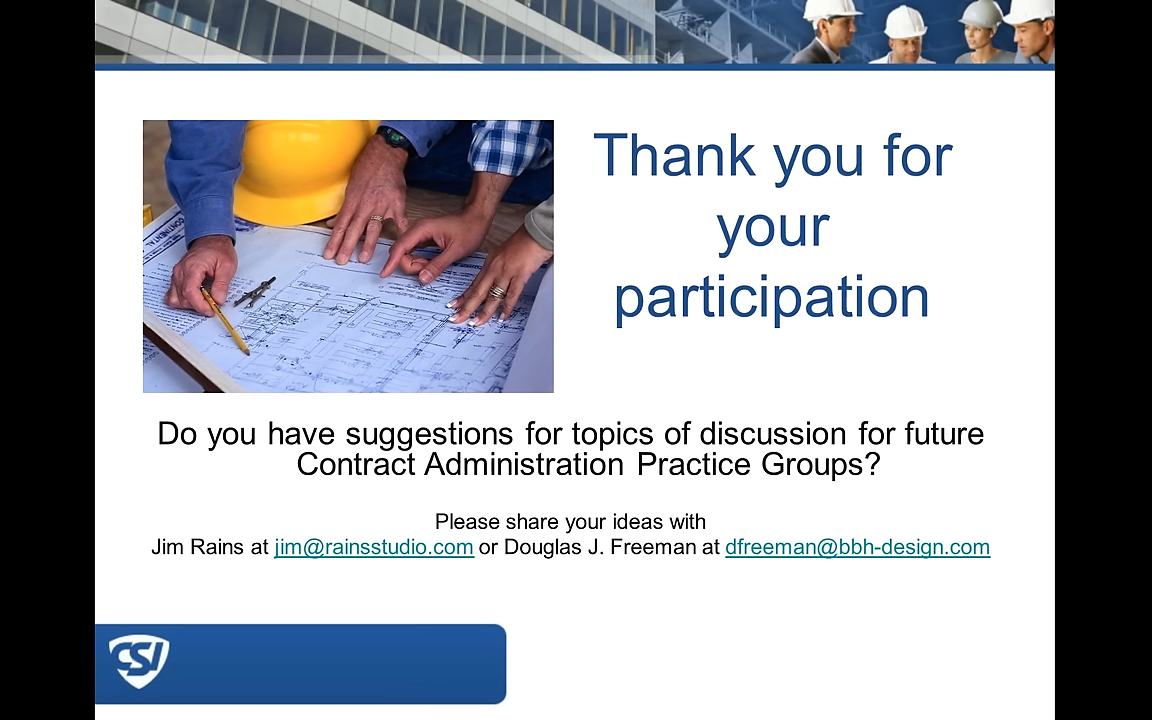 Thank you for
your
participation
CONTINENTAL
Do you have suggestions for topics of discussion for future
Contract Administration Practice Groups?
Please share your ideas with
Jim Rains at jim@rainsstudio.com or Douglas J. Freeman at dfreeman@bbh-design.com
CSI